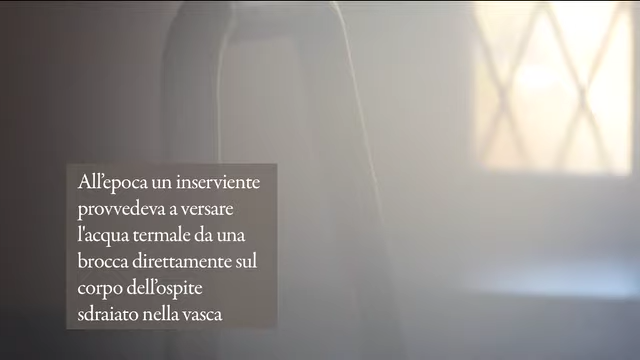 All’epoca un inserviente
provvedeva a versare
l'acqua termale da una
brocca direttamente sul
corpo dell’ospite
sdraiato nella vasca